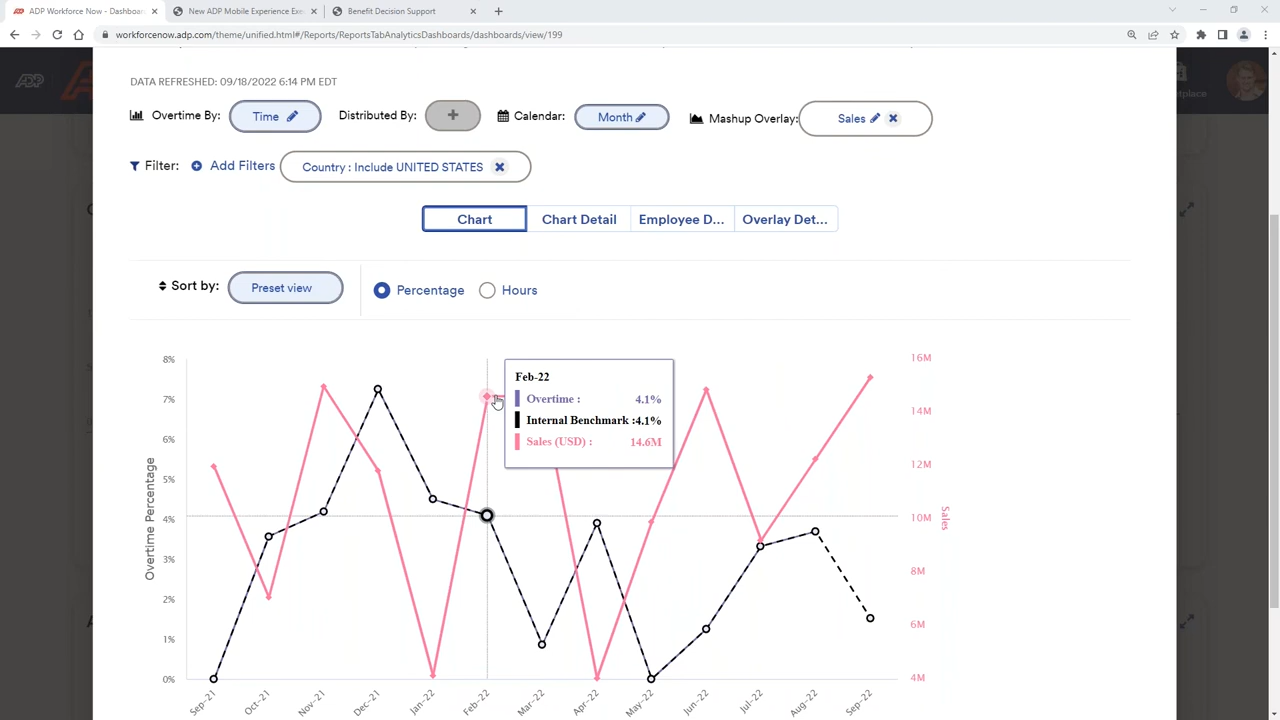 ADP Workforce Now - Dashboar
New ADP Mobile Experience Exe
Benefit Decision Support
workforcenow.adp.com/theme/unified.html#/Reports/ReportsTabAnalyticsDashboards/dashboards/view/199
ADP
etplace
DATA REFRESHED: 09/18/2022 6:14 PM EDT
Overtime By: Time Distributed By: + Calendar: Month Mashup Overlay: Sales
Filter: Add Filters Country : Include UNITED STATES
Chart Chart Detail Employee D... Overlay Det...
Sort by: Preset view Percentage Hours
8%
7%
6%
5%
4%
3%
2%
1%
0%
Overtime Percentage
Feb-22
Overtime : 4.1%
Internal Benchmark :4.1%
Sales (USD) : 14.6M
16M
14M
12M
10M
8M
6M
4M
Sales
Sep-21 Oct-21 Nov-21 Dec-21 Jan-22 Feb-22 Mar-22 Apr-22 May-22 Jun-22 Jul-22 Aug-22 Sep-22